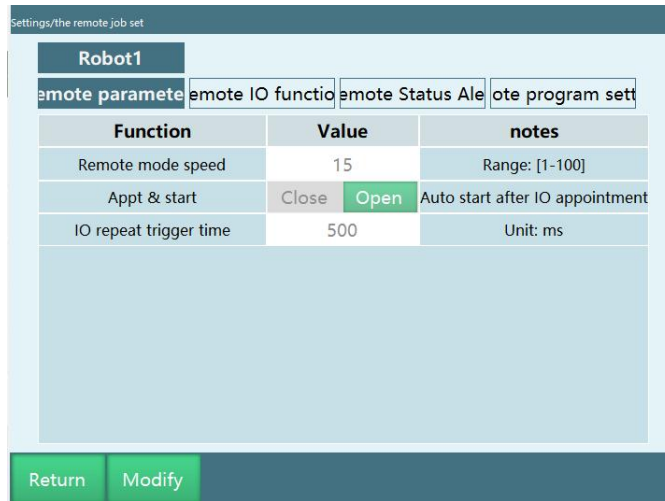 Settings/the remote job set
Robot1
emote paramete emote IO functio emote Status Ale ote program sett
Function Value notes
Remote mode speed 15 Range: [1-100]
Appt & start Close Open Auto start after IO appointment
IO repeat trigger time 500 Unit: ms
Return Modify